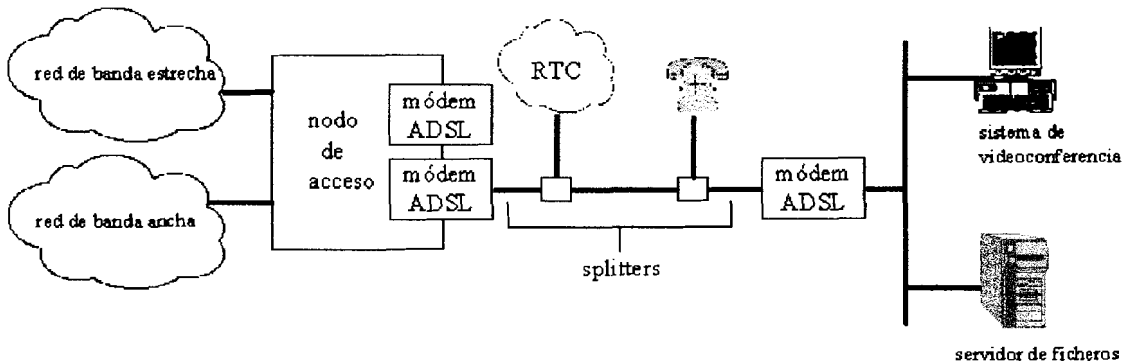 red de banda estrecha
red de banda ancha
nodo
de
acceso
módem
ADSL
módem
ADSL
RTC
splitters
módem
ADSL
sistema de
videoconferencia
servidor de ficheros